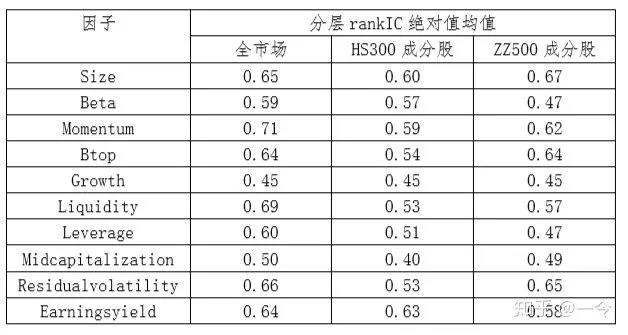 因子 分层 rankIC 绝对值均值
全市场 HS300 成分股 ZZ500 成分股
Size 0.65 0.60 0.67
Beta 0.59 0.57 0.47
Momentum 0.71 0.59 0.62
Btop 0.64 0.54 0.64
Growth 0.45 0.45 0.45
Liquidity 0.69 0.53 0.57
Leverage 0.60 0.51 0.47
Midcapitalization 0.50 0.40 0.49
Residualvolatility 0.66 0.53 0.65
Earningsyield 0.64 0.63 0.58
知乎 @一令